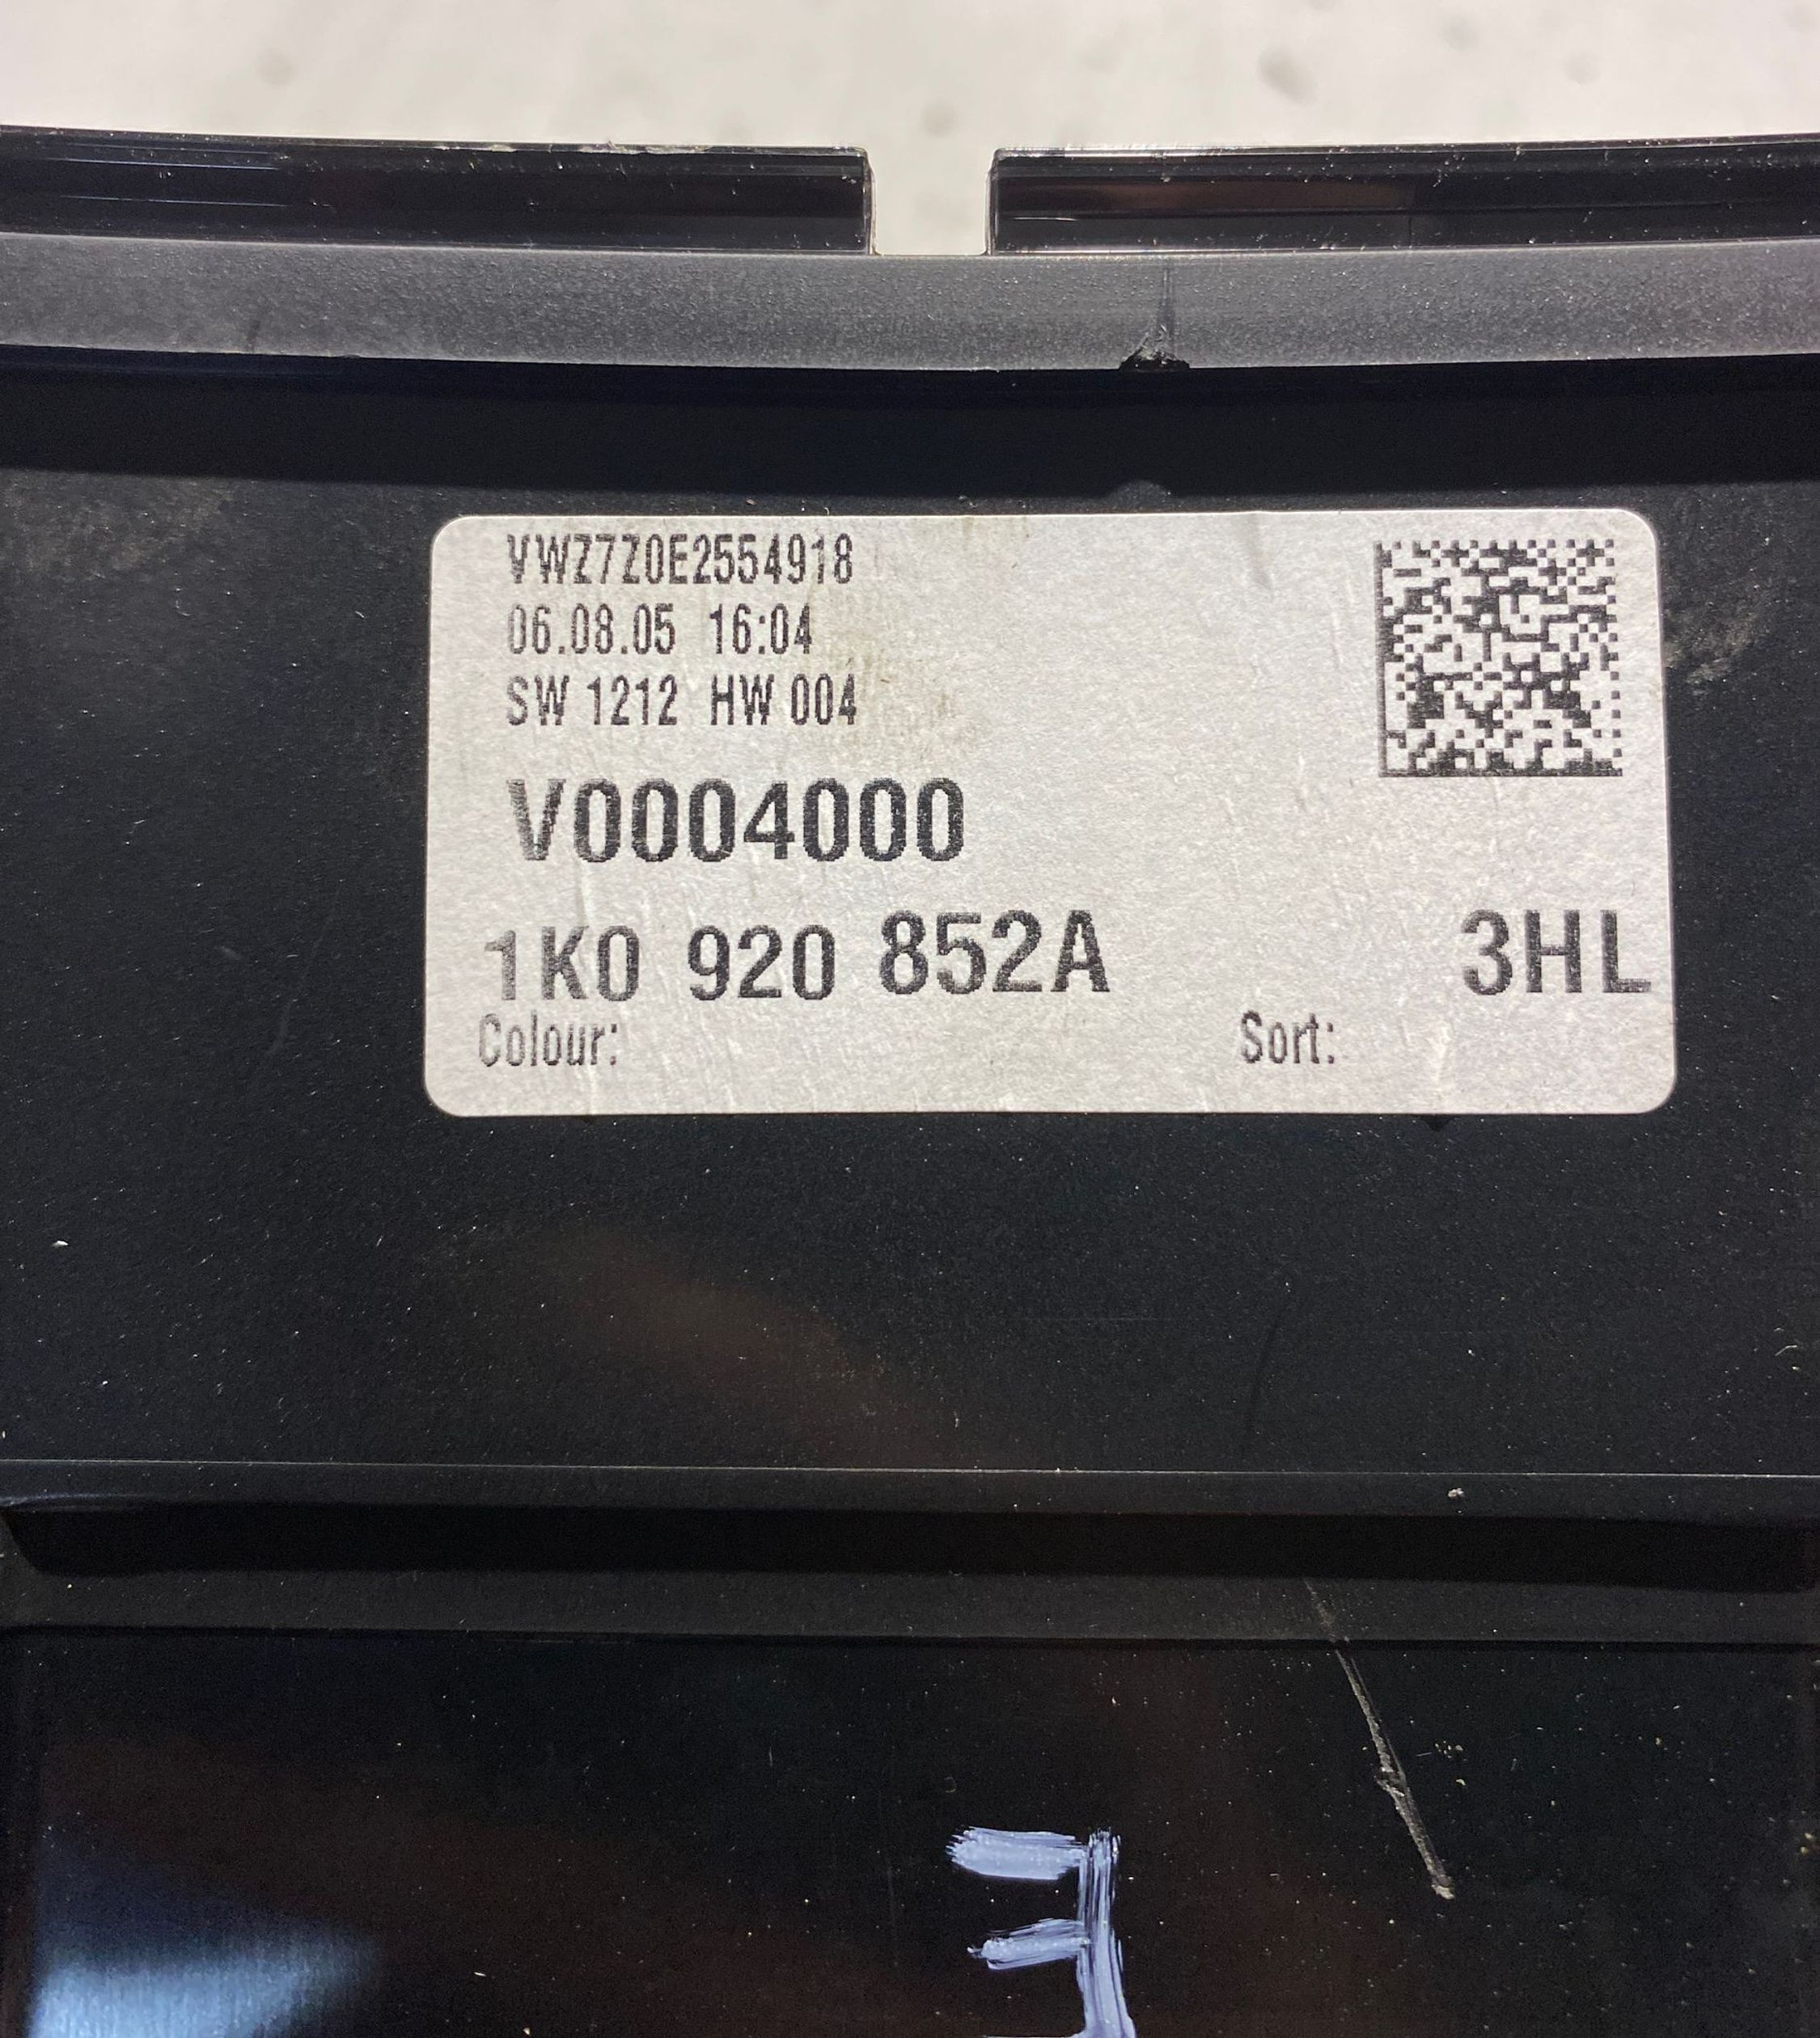 VWZ7Z0E2554918
06.08.05 16:04
SW 1212 HW 004
V0004000
1K0 920 852A 3HL
Colour: Sort: